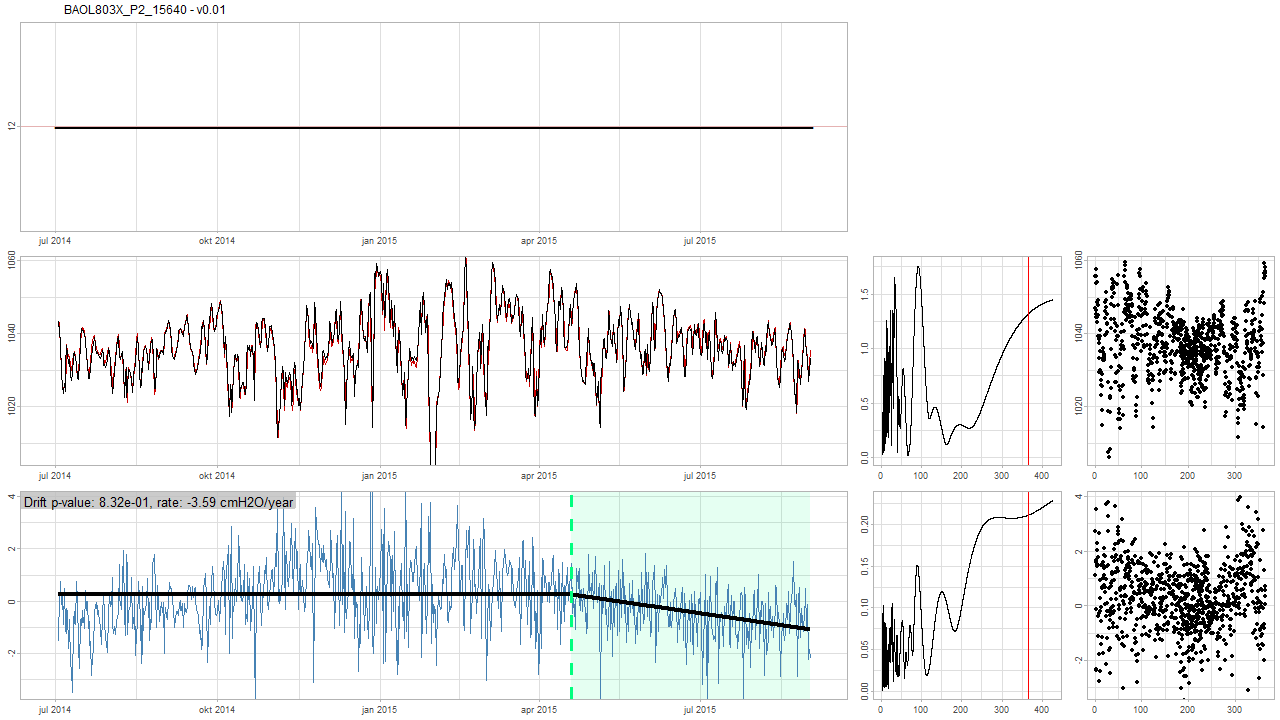 BAOL803X_P2_15640 - v0.01
12
jul 2014 okt 2014 jan 2015 apr 2015 jul 2015
1060
1040
1020
jul 2014 okt 2014 jan 2015 apr 2015 jul 2015
1.5
1.0
0.5
0.0
0 100 200 300 400
1060
1040
1020
0 100 200 300
Drift p-value: 8.32e-01, rate: -3.59 cmH2O/year
4
2
0
-2
jul 2014 okt 2014 jan 2015 apr 2015 jul 2015
0.20
0.15
0.10
0.05
0.00
0 100 200 300 400
4
2
0
-2
0 100 200 300